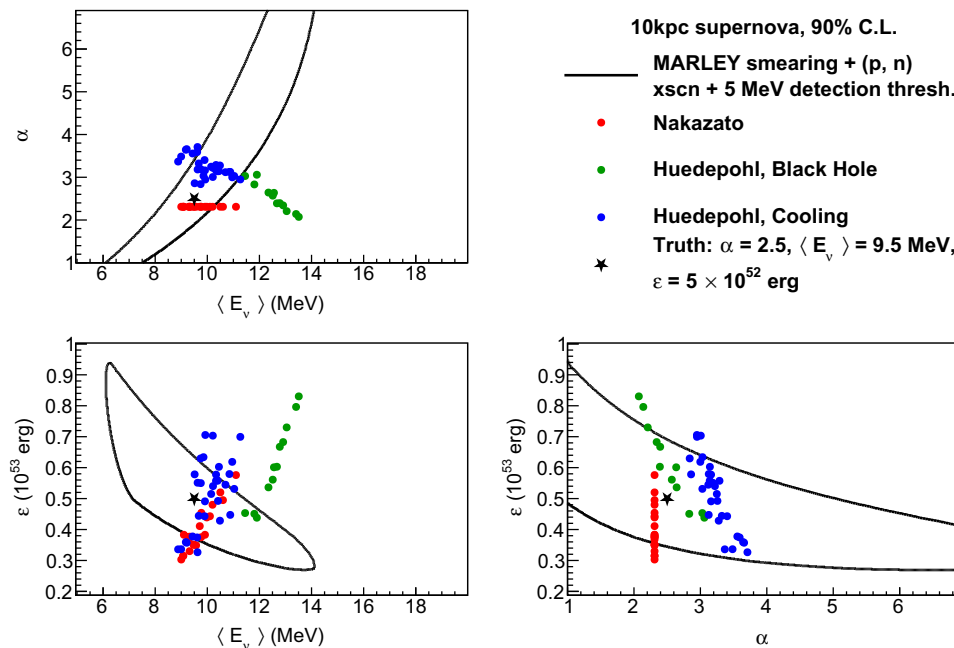 6
5
4
3
2
1
α
6 8 10 12 14 16 18
⟨ E_ν ⟩ (MeV)
10kpc supernova, 90% C.L.
MARLEY smearing + (p, n)
xscn + 5 MeV detection thresh.
Nakazato
Huedepohl, Black Hole
Huedepohl, Cooling
Truth: α = 2.5, ⟨ E_ν ⟩ = 9.5 MeV,
ε = 5 × 10^52 erg
1
0.9
0.8
0.7
0.6
0.5
0.4
0.3
0.2
ε (10^53 erg)
6 8 10 12 14 16 18
⟨ E_ν ⟩ (MeV)
1
0.9
0.8
0.7
0.6
0.5
0.4
0.3
0.2
ε (10^53 erg)
1 2 3 4 5 6
α